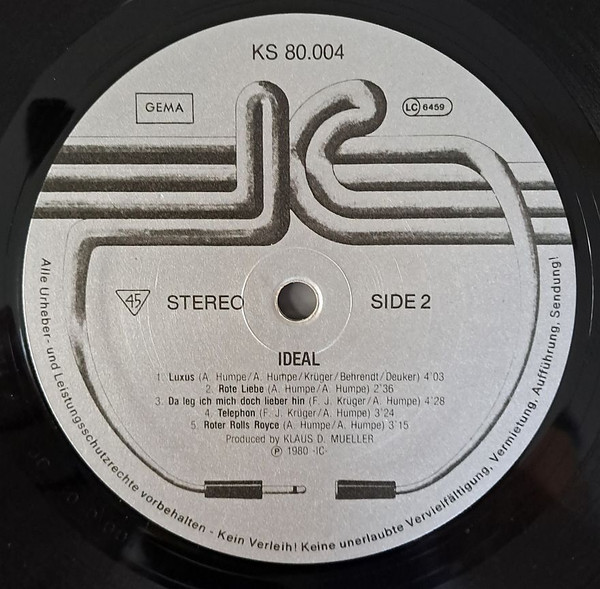 KS 80.004
GEMA
LC 6459
45
STEREO
SIDE 2
IDEAL
1. Luxus (A. Humpe/A. Humpe/Krüger/Behrendt/Deuker) 4'03
2. Rote Liebe (A. Humpe/A. Humpe) 2'36
3. Da leg ich mich doch lieber hin (F. J. Krüger/A. Humpe) 4'28
4. Telephon (F. J. Krüger/A. Humpe) 3'24
5. Roter Rolls Royce (A. Humpe/A. Humpe) 3'15
Produced by KLAUS D. MUELLER
℗ 1980 -IC-
Alle Urheber- und Leistungsschutzrechte vorbehalten - Kein Verleih! Keine unerlaubte Vervielfältigung, Vermietung, Aufführung, Sendung!